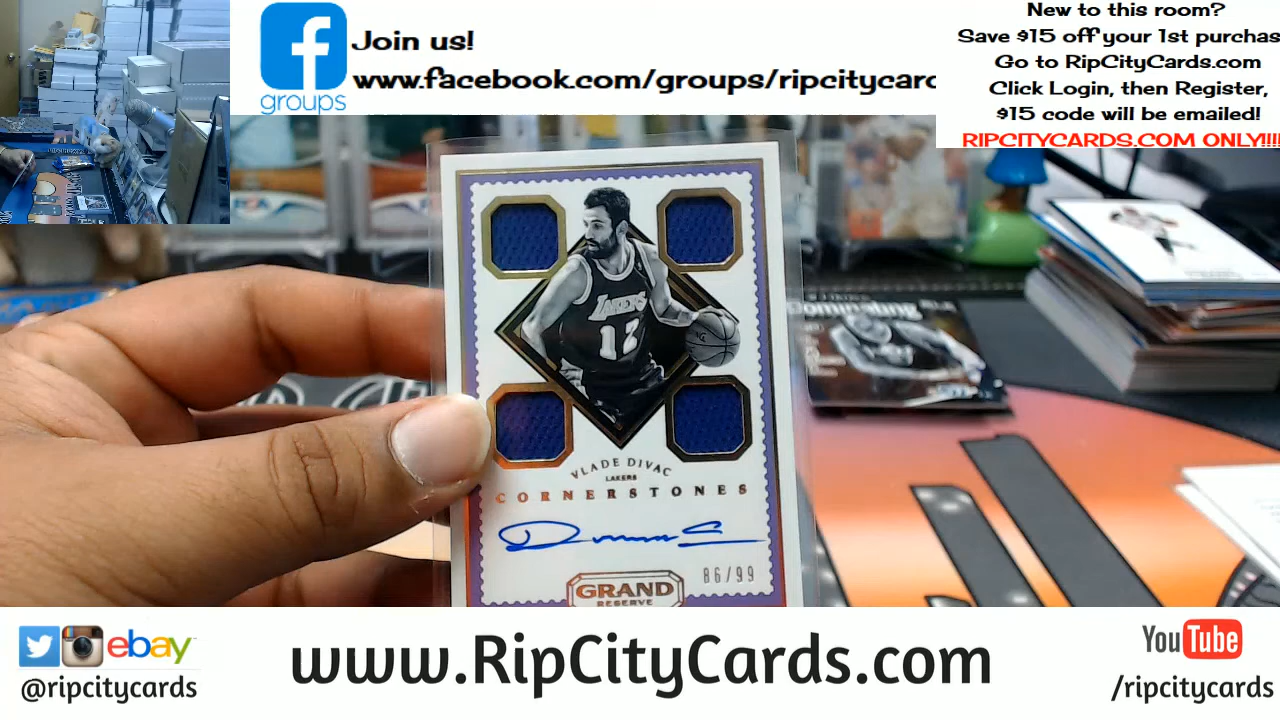 f
groups
Join us!
www.facebook.com/groups/ripcitycarc
New to this room?
Save $15 off your 1st purchas
Go to RipCityCards.com
Click Login, then Register,
$15 code will be emailed!
RIPCITYCARDS.COM ONLY!!!!
Dominating
LAKERS
12
VLADE DIVAC
LAKERS
CORNERSTONES
86/99
GRAND
RESERVE
ebay
@ripcitycards
www.RipCityCards.com
YouTube
/ripcitycards